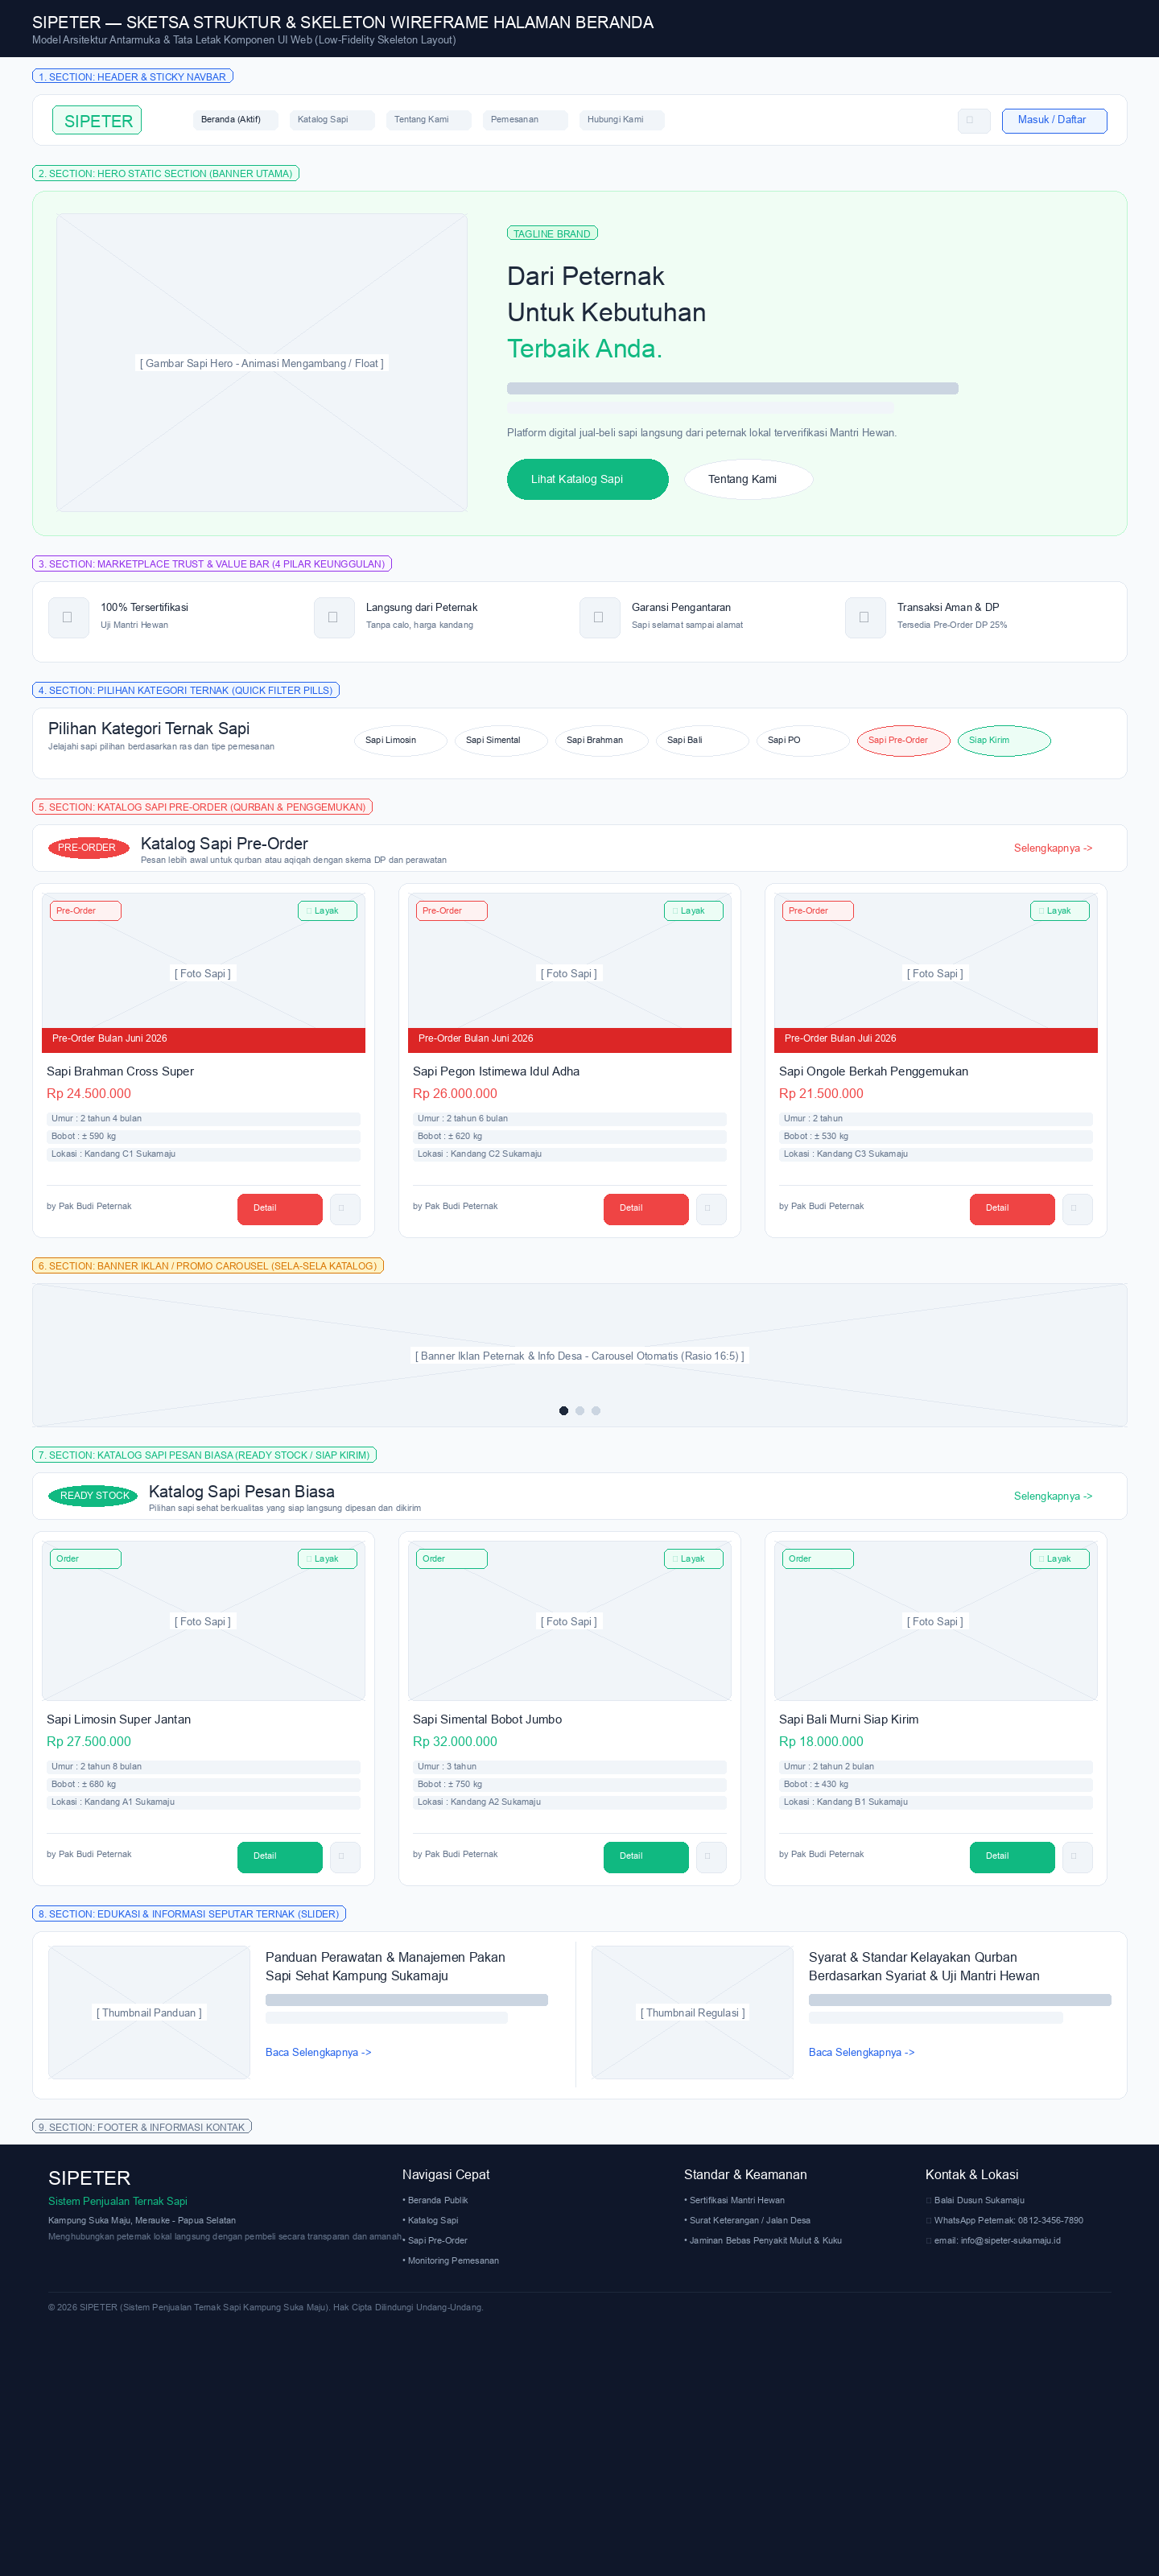 SIPETER — SKETSA STRUKTUR & SKELETON WIREFRAME HALAMAN BERANDA
Model Arsitektur Antarmuka & Tata Letak Komponen UI Web (Low-Fidelity Skeleton Layout)
1. SECTION: HEADER & STICKY NAVBAR
SIPETER
Beranda (Aktif)
Katalog Sapi
Tentang Kami
Pemesanan
Hubungi Kami
Masuk / Daftar
2. SECTION: HERO STATIC SECTION (BANNER UTAMA)
[ Gambar Sapi Hero - Animasi Mengambang / Float ]
TAGLINE BRAND
Dari Peternak
Untuk Kebutuhan
Terbaik Anda.
Platform digital jual-beli sapi langsung dari peternak lokal terverifikasi Mantri Hewan.
Lihat Katalog Sapi
Tentang Kami
3. SECTION: MARKETPLACE TRUST & VALUE BAR (4 PILAR KEUNGGULAN)
100% Tersertifikasi
Uji Mantri Hewan
Langsung dari Peternak
Tanpa calo, harga kandang
Garansi Pengantaran
Sapi selamat sampai alamat
Transaksi Aman & DP
Tersedia Pre-Order DP 25%
4. SECTION: PILIHAN KATEGORI TERNAK (QUICK FILTER PILLS)
Pilihan Kategori Ternak Sapi
Jelajahi sapi pilihan berdasarkan ras dan tipe pemesanan
Sapi Limosin
Sapi Simental
Sapi Brahman
Sapi Bali
Sapi PO
Sapi Pre-Order
Siap Kirim
5. SECTION: KATALOG SAPI PRE-ORDER (QURBAN & PENGGEMUKAN)
PRE-ORDER
Katalog Sapi Pre-Order
Pesan lebih awal untuk qurban atau aqiqah dengan skema DP dan perawatan
Selengkapnya ->
Pre-Order
Layak
[ Foto Sapi ]
Pre-Order Bulan Juni 2026
Sapi Brahman Cross Super
Rp 24.500.000
Umur : 2 tahun 4 bulan
Bobot : ± 590 kg
Lokasi : Kandang C1 Sukamaju
by Pak Budi Peternak
Detail
Pre-Order
Layak
[ Foto Sapi ]
Pre-Order Bulan Juni 2026
Sapi Pegon Istimewa Idul Adha
Rp 26.000.000
Umur : 2 tahun 6 bulan
Bobot : ± 620 kg
Lokasi : Kandang C2 Sukamaju
by Pak Budi Peternak
Detail
Pre-Order
Layak
[ Foto Sapi ]
Pre-Order Bulan Juli 2026
Sapi Ongole Berkah Penggemukan
Rp 21.500.000
Umur : 2 tahun
Bobot : ± 530 kg
Lokasi : Kandang C3 Sukamaju
by Pak Budi Peternak
Detail
6. SECTION: BANNER IKLAN / PROMO CAROUSEL (SELA-SELA KATALOG)
[ Banner Iklan Peternak & Info Desa - Carousel Otomatis (Rasio 16:5) ]
7. SECTION: KATALOG SAPI PESAN BIASA (READY STOCK / SIAP KIRIM)
READY STOCK
Katalog Sapi Pesan Biasa
Pilihan sapi sehat berkualitas yang siap langsung dipesan dan dikirim
Selengkapnya ->
Order
Layak
[ Foto Sapi ]
Sapi Limosin Super Jantan
Rp 27.500.000
Umur : 2 tahun 8 bulan
Bobot : ± 680 kg
Lokasi : Kandang A1 Sukamaju
by Pak Budi Peternak
Detail
Order
Layak
[ Foto Sapi ]
Sapi Simental Bobot Jumbo
Rp 32.000.000
Umur : 3 tahun
Bobot : ± 750 kg
Lokasi : Kandang A2 Sukamaju
by Pak Budi Peternak
Detail
Order
Layak
[ Foto Sapi ]
Sapi Bali Murni Siap Kirim
Rp 18.000.000
Umur : 2 tahun 2 bulan
Bobot : ± 430 kg
Lokasi : Kandang B1 Sukamaju
by Pak Budi Peternak
Detail
8. SECTION: EDUKASI & INFORMASI SEPUTAR TERNAK (SLIDER)
[ Thumbnail Panduan ]
Panduan Perawatan & Manajemen Pakan
Sapi Sehat Kampung Sukamaju
Baca Selengkapnya ->
[ Thumbnail Regulasi ]
Syarat & Standar Kelayakan Qurban
Berdasarkan Syariat & Uji Mantri Hewan
Baca Selengkapnya ->
9. SECTION: FOOTER & INFORMASI KONTAK
SIPETER
Sistem Penjualan Ternak Sapi
Kampung Suka Maju, Merauke - Papua Selatan
Menghubungkan peternak lokal langsung dengan pembeli secara transparan dan amanah.
Navigasi Cepat
• Beranda Publik
• Katalog Sapi
• Sapi Pre-Order
• Monitoring Pemesanan
Standar & Keamanan
• Sertifikasi Mantri Hewan
• Surat Keterangan / Jalan Desa
• Jaminan Bebas Penyakit Mulut & Kuku
Kontak & Lokasi
Balai Dusun Sukamaju
WhatsApp Peternak: 0812-3456-7890
email: info@sipeter-sukamaju.id
© 2026 SIPETER (Sistem Penjualan Ternak Sapi Kampung Suka Maju). Hak Cipta Dilindungi Undang-Undang.